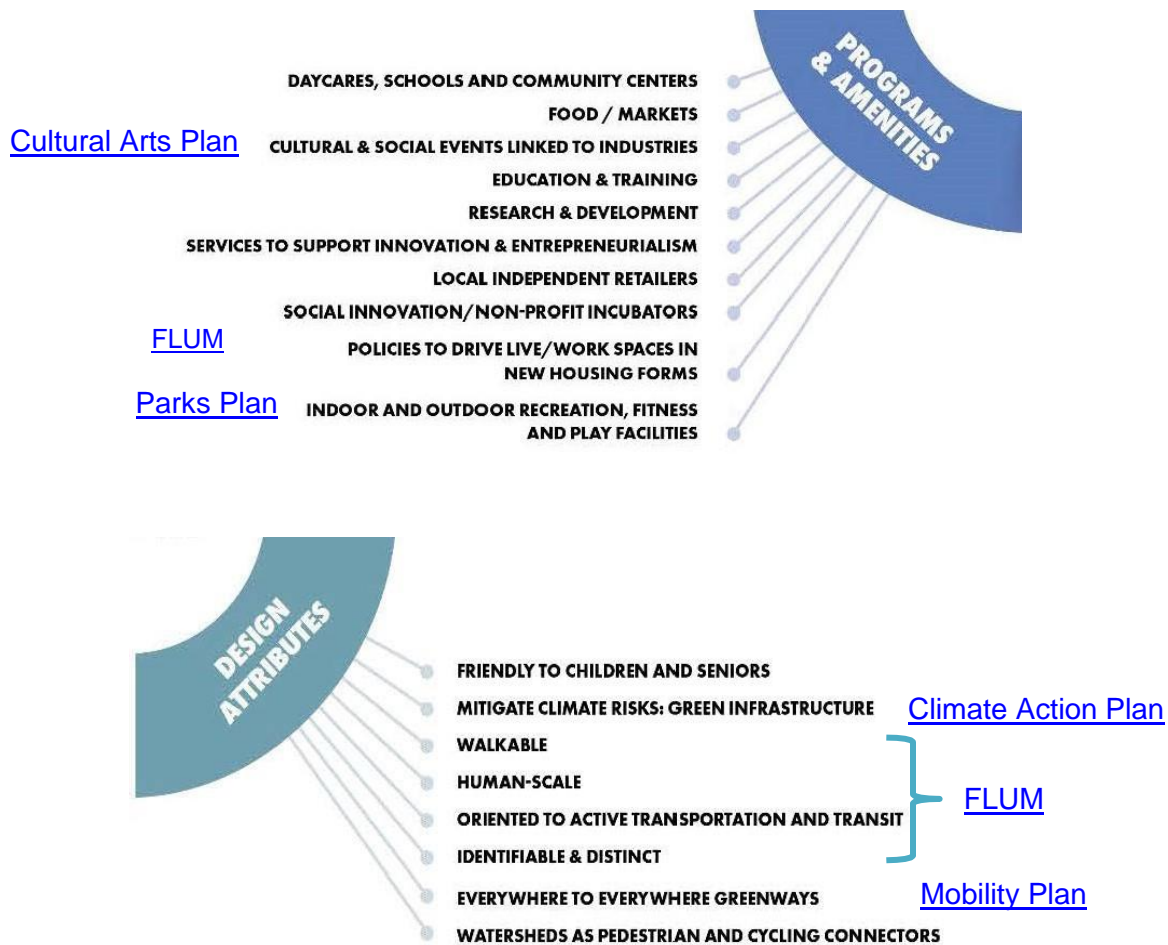 PROGRAMS
& AMENITIES
DAYCARES, SCHOOLS AND COMMUNITY CENTERS
FOOD / MARKETS
Cultural Arts Plan
CULTURAL & SOCIAL EVENTS LINKED TO INDUSTRIES
EDUCATION & TRAINING
RESEARCH & DEVELOPMENT
SERVICES TO SUPPORT INNOVATION & ENTREPRENEURIALISM
LOCAL INDEPENDENT RETAILERS
SOCIAL INNOVATION/NON-PROFIT INCUBATORS
FLUM
POLICIES TO DRIVE LIVE/WORK SPACES IN
NEW HOUSING FORMS
Parks Plan
INDOOR AND OUTDOOR RECREATION, FITNESS
AND PLAY FACILITIES
DESIGN
ATTRIBUTES
FRIENDLY TO CHILDREN AND SENIORS
MITIGATE CLIMATE RISKS: GREEN INFRASTRUCTURE
Climate Action Plan
WALKABLE
HUMAN-SCALE
FLUM
ORIENTED TO ACTIVE TRANSPORTATION AND TRANSIT
IDENTIFIABLE & DISTINCT
EVERYWHERE TO EVERYWHERE GREENWAYS
Mobility Plan
WATERSHEDS AS PEDESTRIAN AND CYCLING CONNECTORS